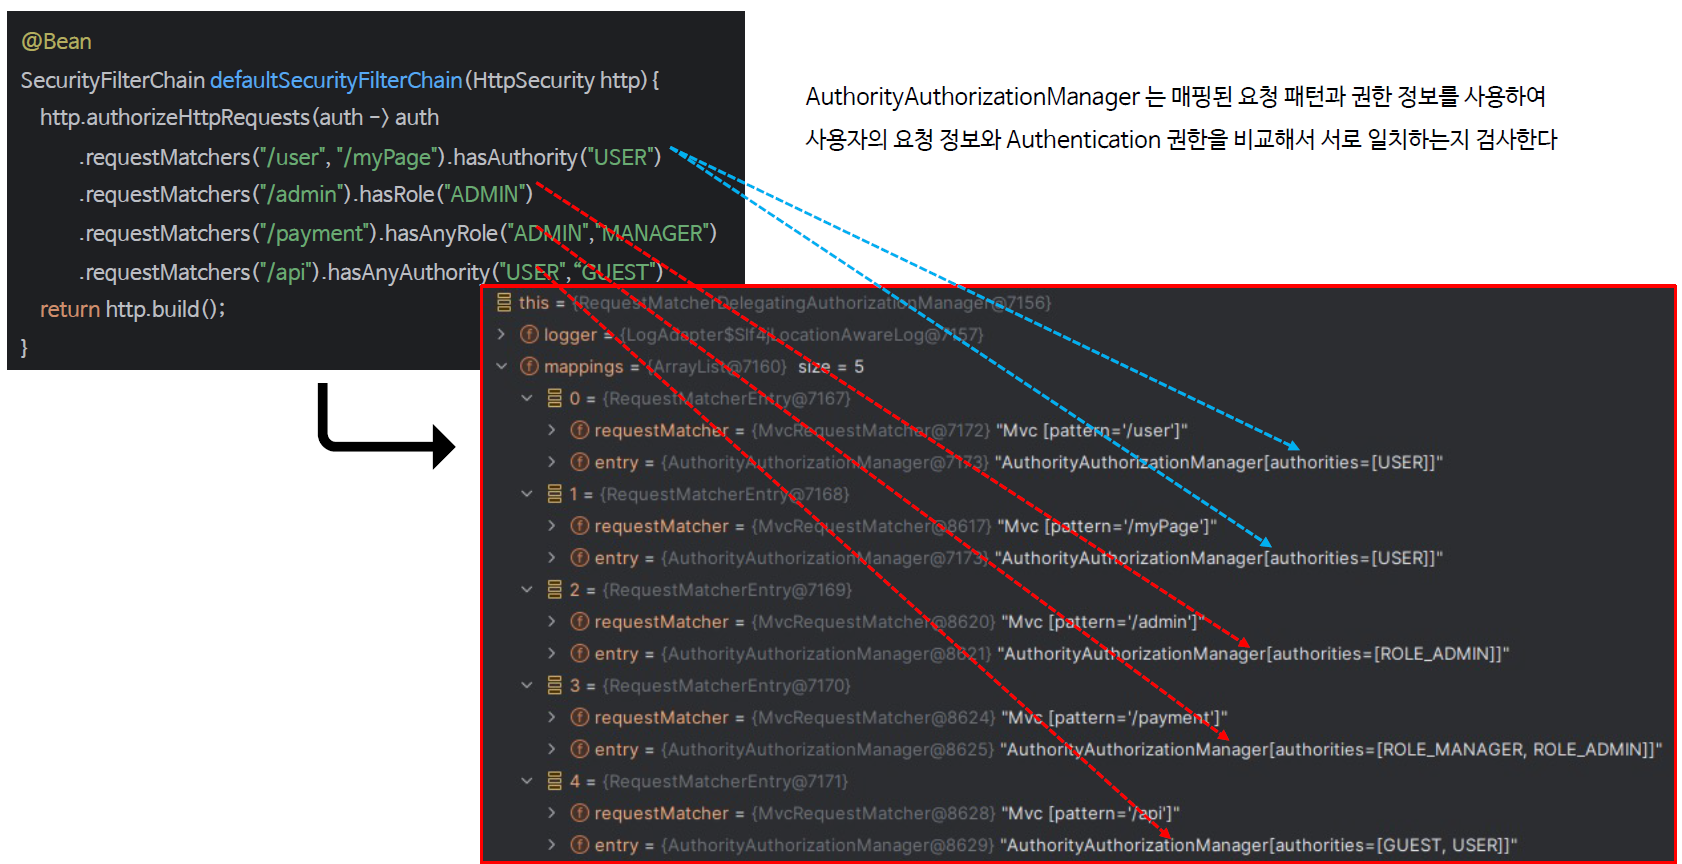 @Bean
SecurityFilterChain defaultSecurityFilterChain(HttpSecurity http) {
http.authorizeHttpRequests(auth -> auth
.requestMatchers("/user", "/myPage").hasAuthority("USER")
.requestMatchers("/admin").hasRole("ADMIN")
.requestMatchers("/payment").hasAnyRole("ADMIN","MANAGER")
.requestMatchers("/api").hasAnyAuthority("USER",“GUEST")
return http.build();
}
AuthorityAuthorizationManager 는 매핑된 요청 패턴과 권한 정보를 사용하여
사용자의 요청 정보와 Authentication 권한을 비교해서 서로 일치하는지 검사한다
this = {RequestMatcherDelegatingAuthorizationManager@7156}
logger = {LogAdapter$Slf4jLocationAwareLog@7157}
mappings = {ArrayList@7160} size = 5
0 = {RequestMatcherEntry@7167}
requestMatcher = {MvcRequestMatcher@7172} "Mvc [pattern='/user']"
entry = {AuthorityAuthorizationManager@7173} "AuthorityAuthorizationManager[authorities=[USER]]"
1 = {RequestMatcherEntry@7168}
requestMatcher = {MvcRequestMatcher@8617} "Mvc [pattern='/myPage']"
entry = {AuthorityAuthorizationManager@7173} "AuthorityAuthorizationManager[authorities=[USER]]"
2 = {RequestMatcherEntry@7169}
requestMatcher = {MvcRequestMatcher@8620} "Mvc [pattern='/admin']"
entry = {AuthorityAuthorizationManager@8621} "AuthorityAuthorizationManager[authorities=[ROLE_ADMIN]]"
3 = {RequestMatcherEntry@7170}
requestMatcher = {MvcRequestMatcher@8624} "Mvc [pattern='/payment']"
entry = {AuthorityAuthorizationManager@8625} "AuthorityAuthorizationManager[authorities=[ROLE_MANAGER, ROLE_ADMIN]]"
4 = {RequestMatcherEntry@7171}
requestMatcher = {MvcRequestMatcher@8628} "Mvc [pattern='/api']"
entry = {AuthorityAuthorizationManager@8629} "AuthorityAuthorizationManager[authorities=[GUEST, USER]]"